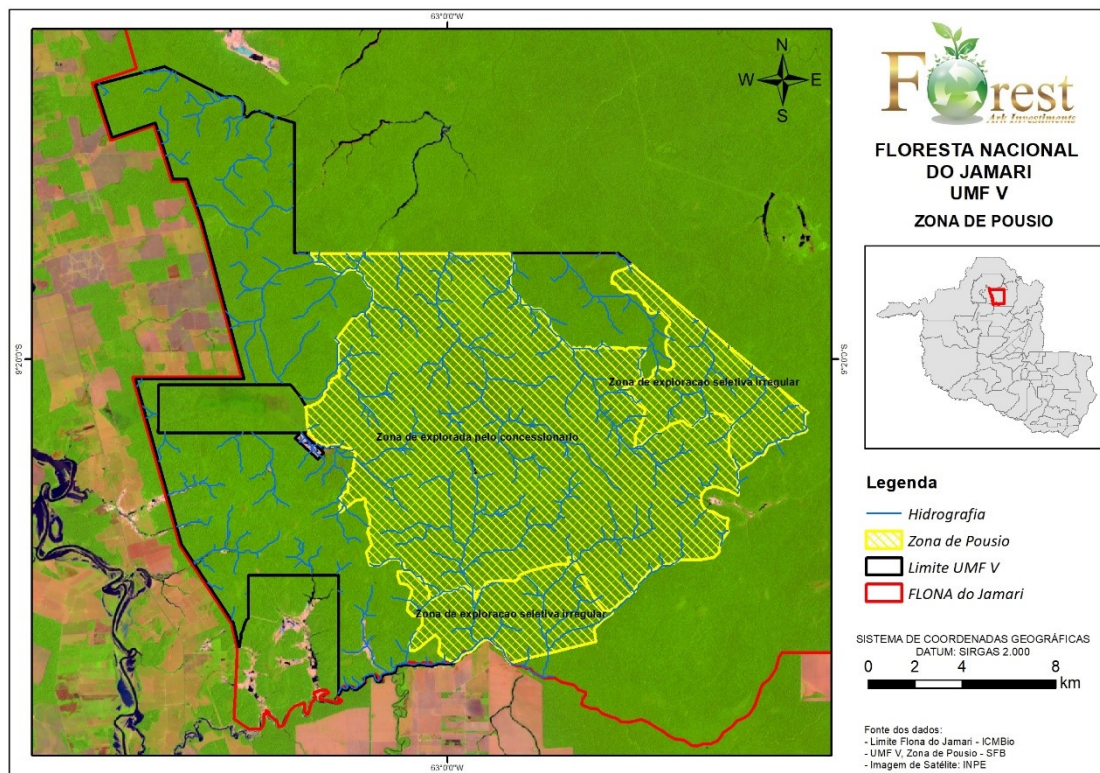 63°0'0"W
N
W E
S
9°20'S
9°20'S
Zona de exploracao seletiva irregular
Zona de explorada pelo concessionario
Zona de exploracao seletiva irregular
63°0'0"W
Forest
Ark Investiments
FLORESTA NACIONAL
DO JAMARI
UMF V
ZONA DE POUSIO
Legenda
Hidrografia
Zona de Pousio
Limite UMF V
FLONA do Jamari
SISTEMA DE COORDENADAS GEOGRÁFICAS
DATUM: SIRGAS 2.000
0 2 4 8
km
Fonte dos dados:
- Limite Flona do Jamari - ICMBio
- UMF V, Zona de Pousio - SFB
- Imagem de Satélite: INPE